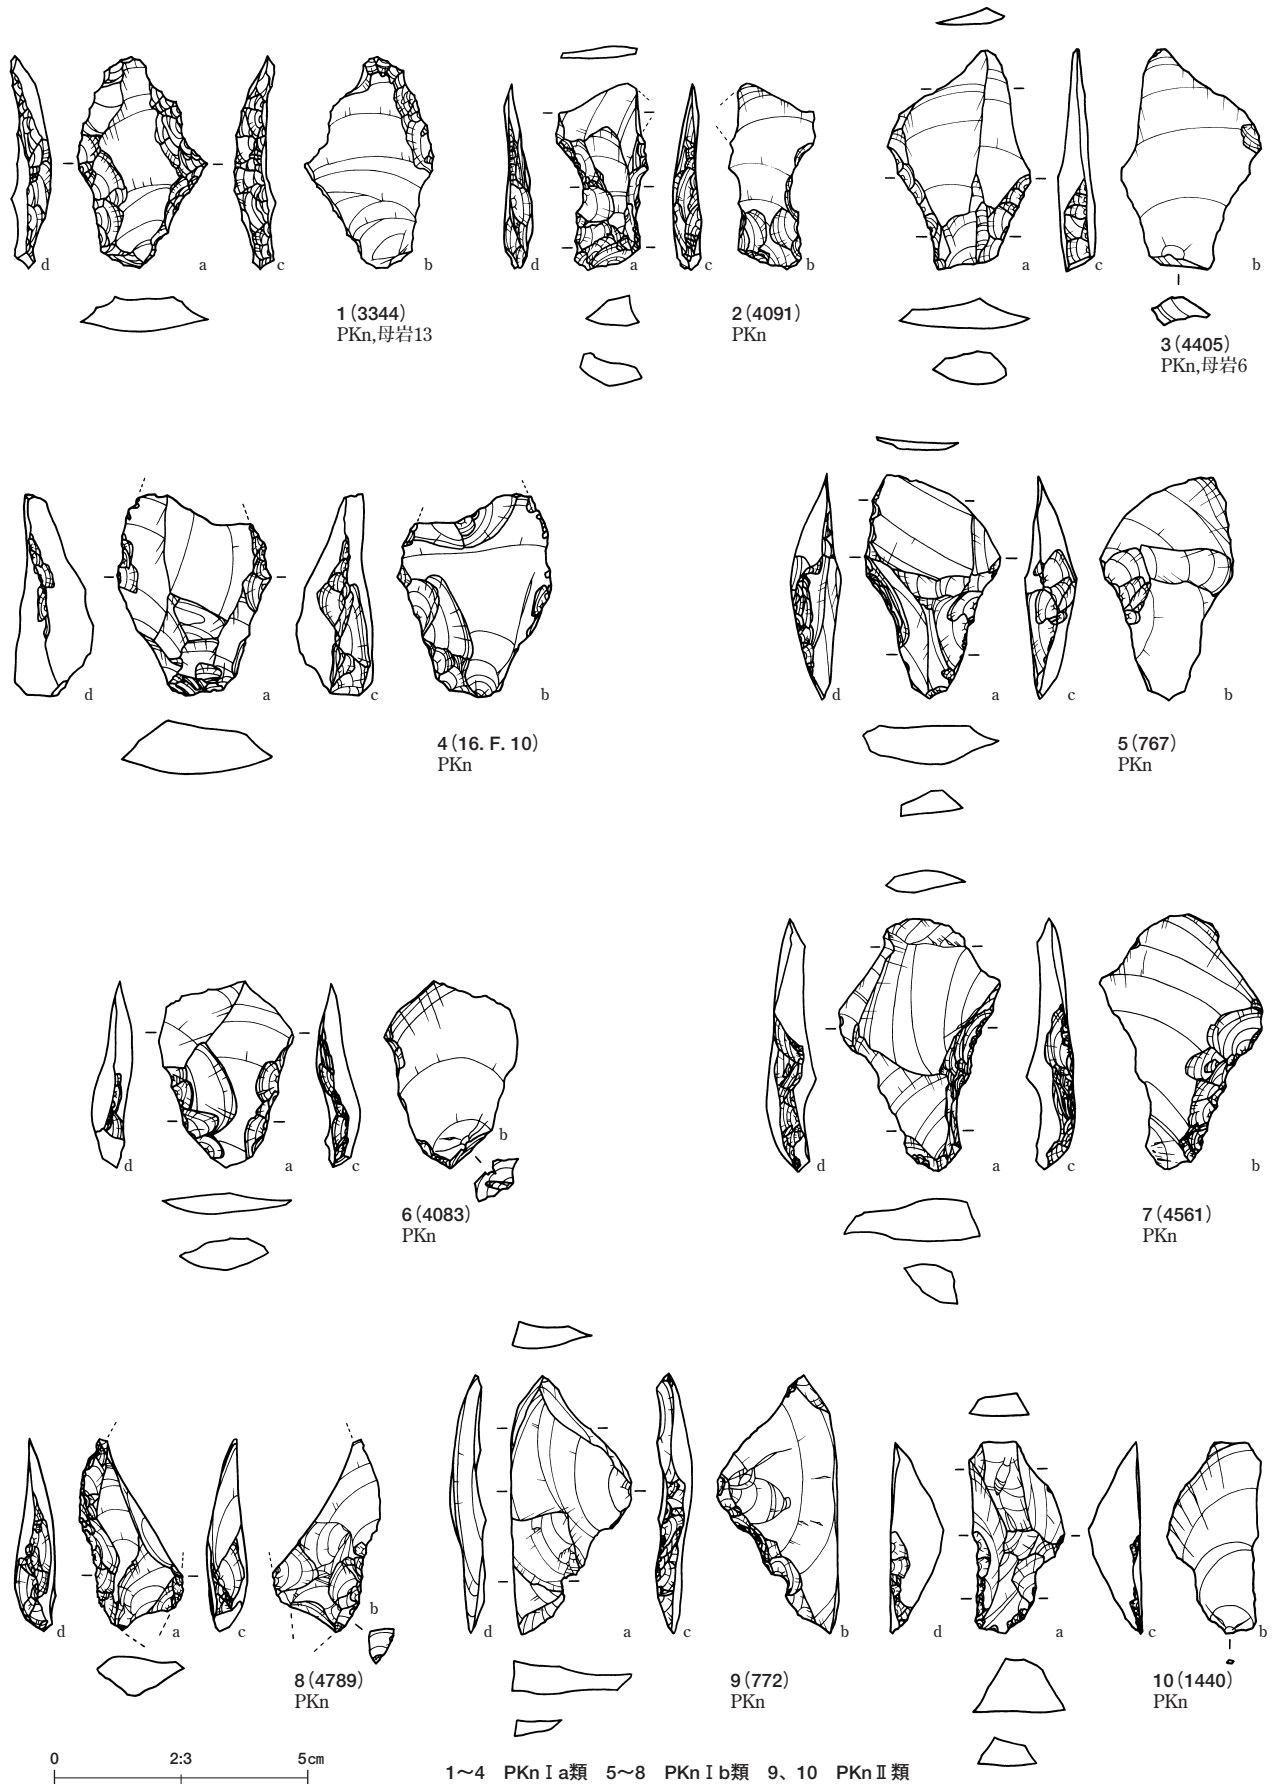 d a c b
1（3344）
PKn,母岩13
d a c b
2（4091）
PKn
a c b
3（4405）
PKn,母岩6
d a c b
4（16. F. 10）
PKn
d a c b
5（767）
PKn
d a c b
6（4083）
PKn
d a c b
7（4561）
PKn
d a c b
8（4789）
PKn
d a c b
9（772）
PKn
d a c b
10（1440）
PKn
0 2:3 5㎝
1～4 PKnⅠa類 5～8 PKnⅠb類 9、10 PKnⅡ類